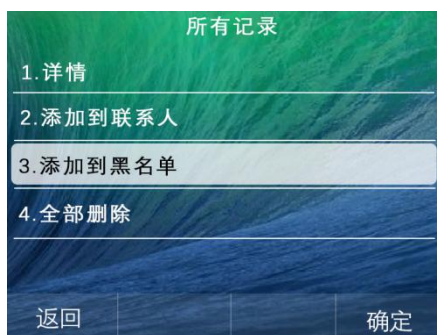 所有记录
1.详情
2.添加到联系人
3.添加到黑名单
4.全部删除
返回 确定